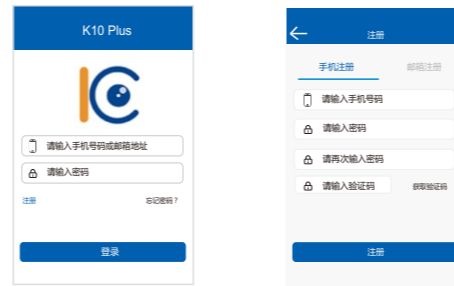 K10 Plus
请输入手机号码或邮箱地址
请输入密码
注册
忘记密码？
登录
注册
手机注册
邮箱注册
请输入手机号码
请输入密码
请再次输入密码
请输入验证码
获取验证码
注册